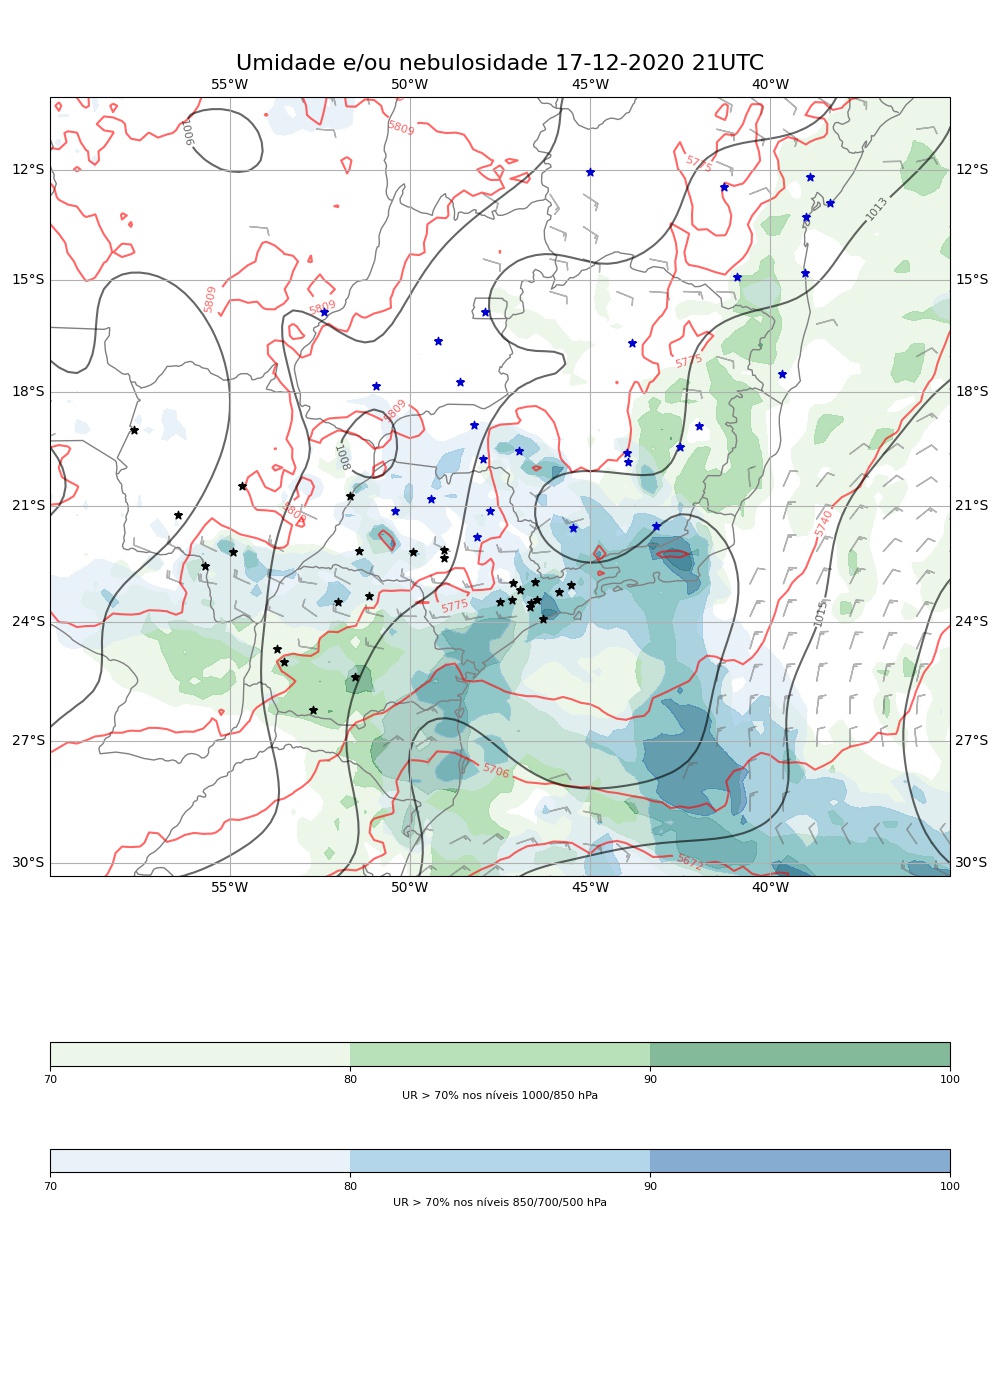 Umidade e/ou nebulosidade 17-12-2020 21UTC
55°W 50°W 45°W 40°W
5809
1006
5775
12°S 12°S
1013
15°S 5809 5809 15°S
5775
18°S 18°S
5809
1008
21°S 5809 5740 21°S
5775
24°S 1015 24°S
27°S 27°S
5706
30°S 5672 30°S
55°W 50°W 45°W 40°W
70 80 90 100
UR > 70% nos níveis 1000/850 hPa
70 80 90 100
UR > 70% nos níveis 850/700/500 hPa